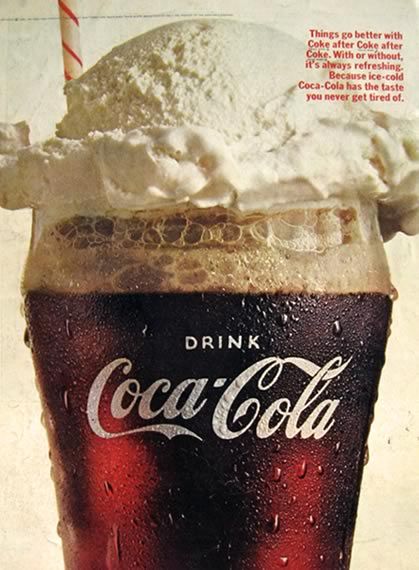 Things go better with
Coke after Coke after
Coke. With or without,
it's always refreshing.
Because ice-cold
Coca-Cola has the taste
you never get tired of.
DRINK
Coca-Cola